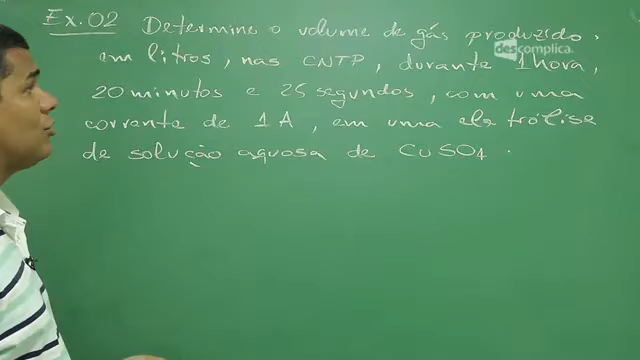 Ex. 02 Determine o volume de gás produzido,
descomplica.
em litros, nas CNTP, durante 1 hora,
20 minutos e 25 segundos, com uma
corrente de 1 A, em uma eletrólise
de solução aquosa de CuSO4.